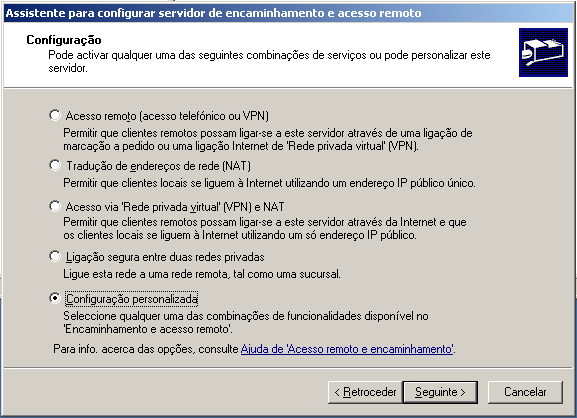 Assistente para configurar servidor de encaminhamento e acesso remoto
Configuração
Pode activar qualquer uma das seguintes combinações de serviços ou pode personalizar este
servidor.
Acesso remoto (acesso telefónico ou VPN)
Permitir que clientes remotos possam ligar-se a este servidor através de uma ligação de
marcação a pedido ou uma ligação Internet de 'Rede privada virtual' (VPN).
Tradução de endereços de rede (NAT)
Permitir que clientes locais se liguem à Internet utilizando um endereço IP público único.
Acesso via 'Rede privada virtual' (VPN) e NAT
Permitir que clientes remotos possam ligar-se a este servidor através da Internet e que
os clientes locais se liguem à Internet utilizando um só endereço IP público.
Ligação segura entre duas redes privadas
Ligue esta rede a uma rede remota, tal como uma sucursal.
Configuração personalizada
Seleccione qualquer uma das combinações de funcionalidades disponível no
'Encaminhamento e acesso remoto'.
Para info. acerca das opções, consulte Ajuda de 'Acesso remoto e encaminhamento'.
< Retroceder
Seguinte >
Cancelar